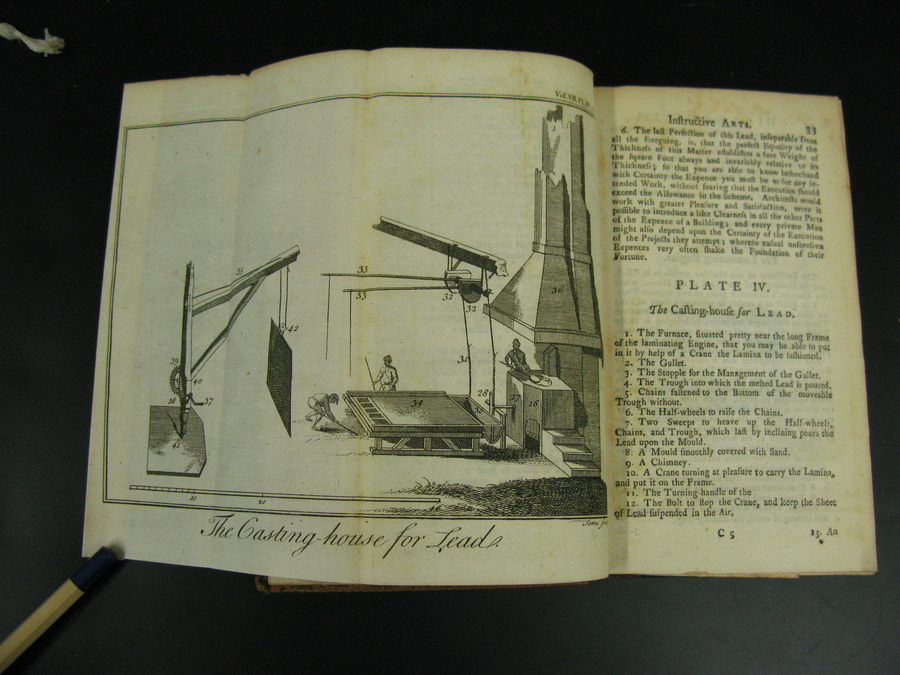 Vol. VII. Pl.
35
33
33
32
32
36
42
31
39
40
38
37
41
34
28
27
16
10
20
The Casting-house for Lead.
Instructive ARTS. 33
6. The last Perfection of this Lead, inseparable from
all the foregoing, is, that the perfect Equality of the
Thickness of this Matter establishes a sure Weight of
the square Foot always and invariably relative to its
Thickness; so that you are able to know beforehand
with Certainty the Expence you must be at for any in-
tended Work, without fearing that the Execution should
exceed the Allowance in the Scheme. Architects would
work with greater Pleasure and Satisfaction, were it
possible to introduce a like Clearness in all the other Parts
of the Expence of a Building; and every private Man
might also depend upon the Certainty of the Execution
of the Projects they attempt; whereas casual unforeseen
Expences very often shake the Foundation of their
Fortune.
PLATE IV.
The Casting-house for LEAD.
1. The Furnace, situated pretty near the long Frame
of the laminating Engine, that you may be able to put
in it by help of a Crane the Lamina to be fashioned.
2. The Gullet.
3. The Stopple for the Management of the Gullet.
4. The Trough into which the melted Lead is poured.
5. Chains fastened to the Bottom of the moveable
Trough without.
6. The Half-wheels to raise the Chains.
7. Two Sweeps to heave up the Half-wheels,
Chains, and Trough, which last by inclining pours the
Lead upon the Mould.
8. A Mould smoothly covered with Sand.
9. A Chimney.
10. A Crane turning at pleasure to carry the Lamina,
and put it on the Frame.
11. The Turning-handle of the
12. The Bolt to stop the Crane, and keep the Sheet
of Lead suspended in the Air,
C 5 13. An